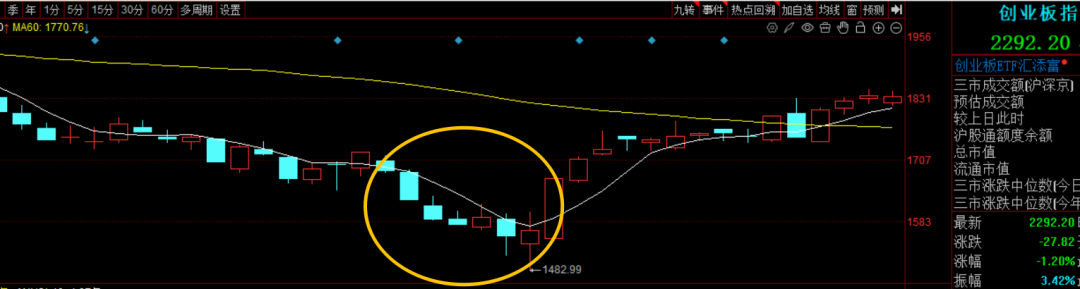 季 年 1分 5分 15分 30分 60分 多周期 设置 九转 事件 热点回溯 加自选 均线 窗 预测
MA60: 1770.76↓
1956
1831
1707
1583
←1482.99
创业板指
2292.20
创业板ETF汇添富
三市成交额(沪深京)
预估成交额
较上日此时
沪股通额度余额
总市值
流通市值
三市涨跌中位数(今日
三市涨跌中位数(今年
最新 2292.20
涨跌 -27.82
涨幅 -1.20%
振幅 3.42%